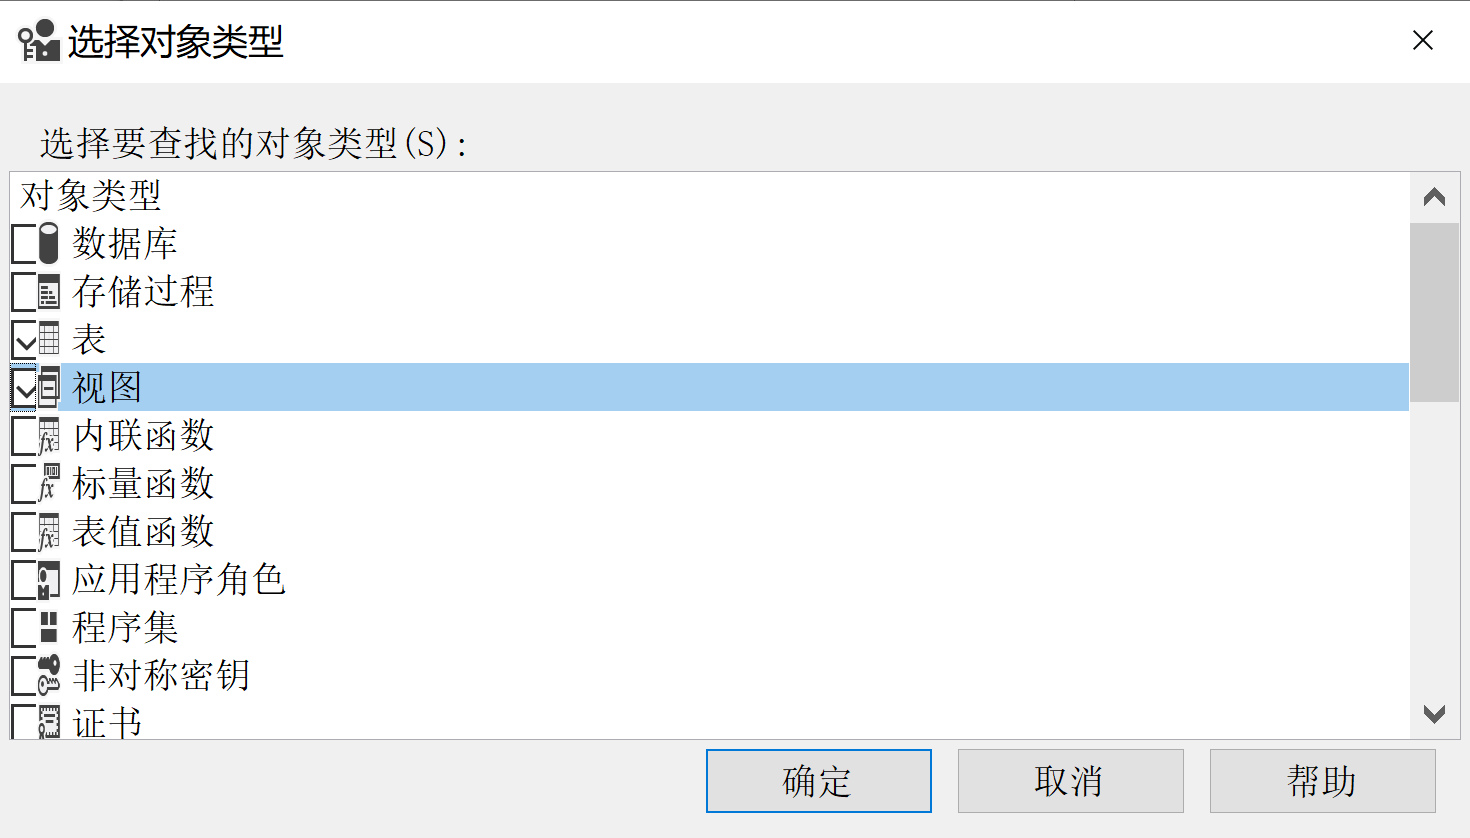 选择对象类型
选择要查找的对象类型(S):
对象类型
数据库
存储过程
表
视图
内联函数
标量函数
表值函数
应用程序角色
程序集
非对称密钥
证书
确定 取消 帮助